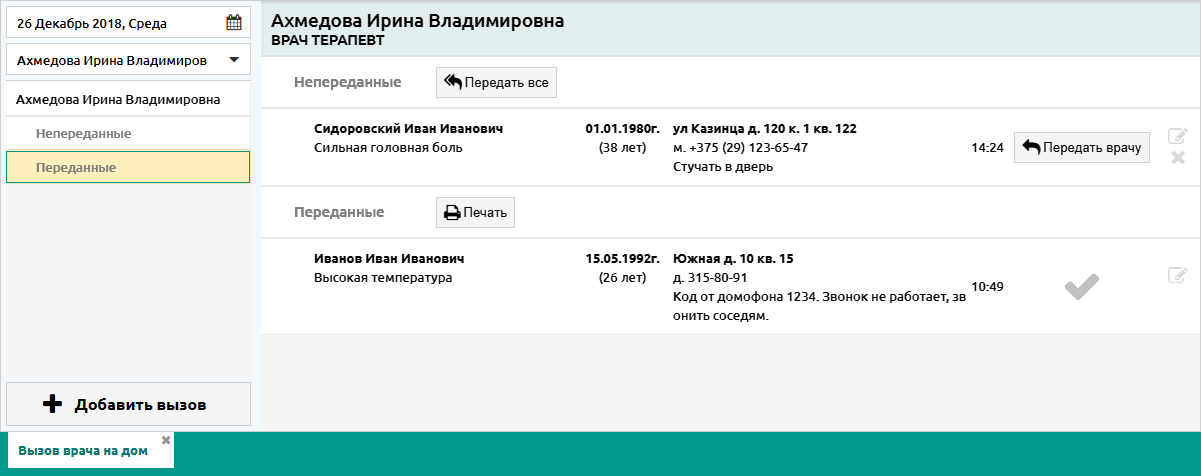 26 Декабрь 2018, Среда
Ахмедова Ирина Владимиров
Ахмедова Ирина Владимировна
Непереданные
Переданные
Добавить вызов
Ахмедова Ирина Владимировна
ВРАЧ ТЕРАПЕВТ
Непереданные Передать все
Сидоровский Иван Иванович 01.01.1980г. ул Казинца д. 120 к. 1 кв. 122
Сильная головная боль (38 лет) м. +375 (29) 123-65-47 14:24 Передать врачу
Стучать в дверь
Переданные Печать
Иванов Иван Иванович 15.05.1992г. Южная д. 10 кв. 15
Высокая температура (26 лет) д. 315-80-91
10:49
Код от домофона 1234. Звонок не работает, зв
онить соседям.
Вызов врача на дом